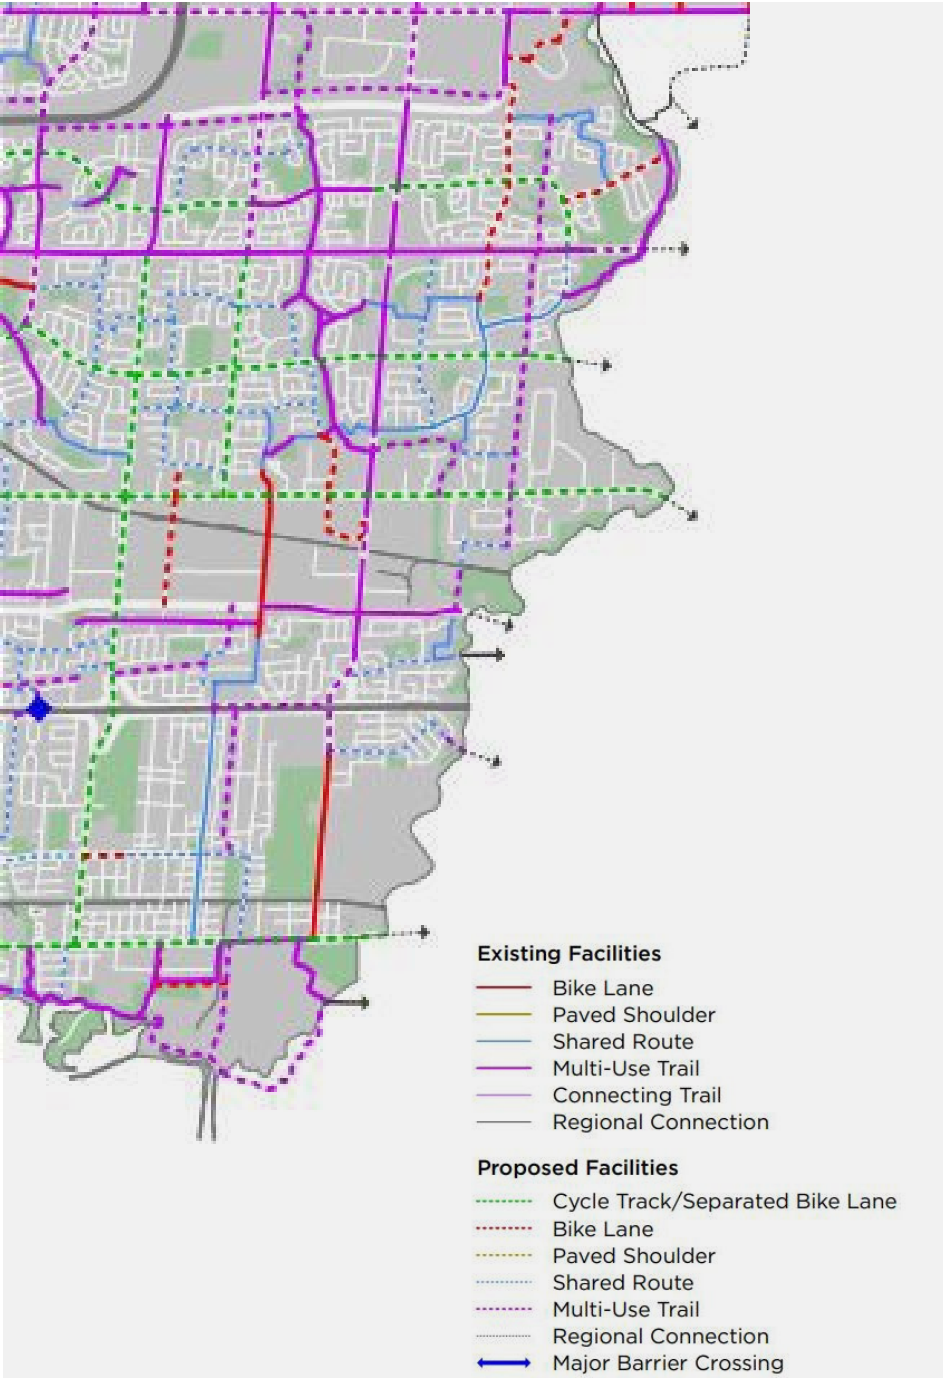 Existing Facilities
Bike Lane
Paved Shoulder
Shared Route
Multi-Use Trail
Connecting Trail
Regional Connection
Proposed Facilities
Cycle Track/Separated Bike Lane
Bike Lane
Paved Shoulder
Shared Route
Multi-Use Trail
Regional Connection
Major Barrier Crossing